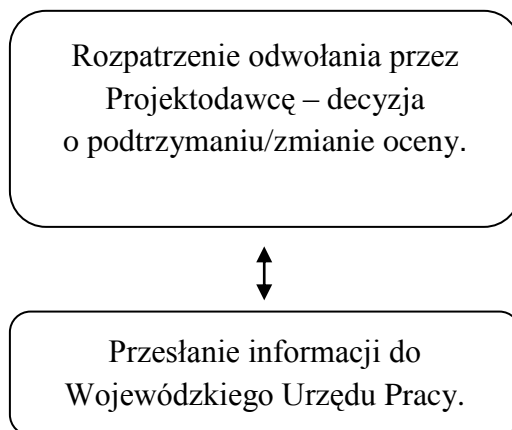 Rozpatrzenie odwołania przez
Projektodawcę – decyzja
o podtrzymaniu/zmianie oceny.
Przesłanie informacji do
Wojewódzkiego Urzędu Pracy.